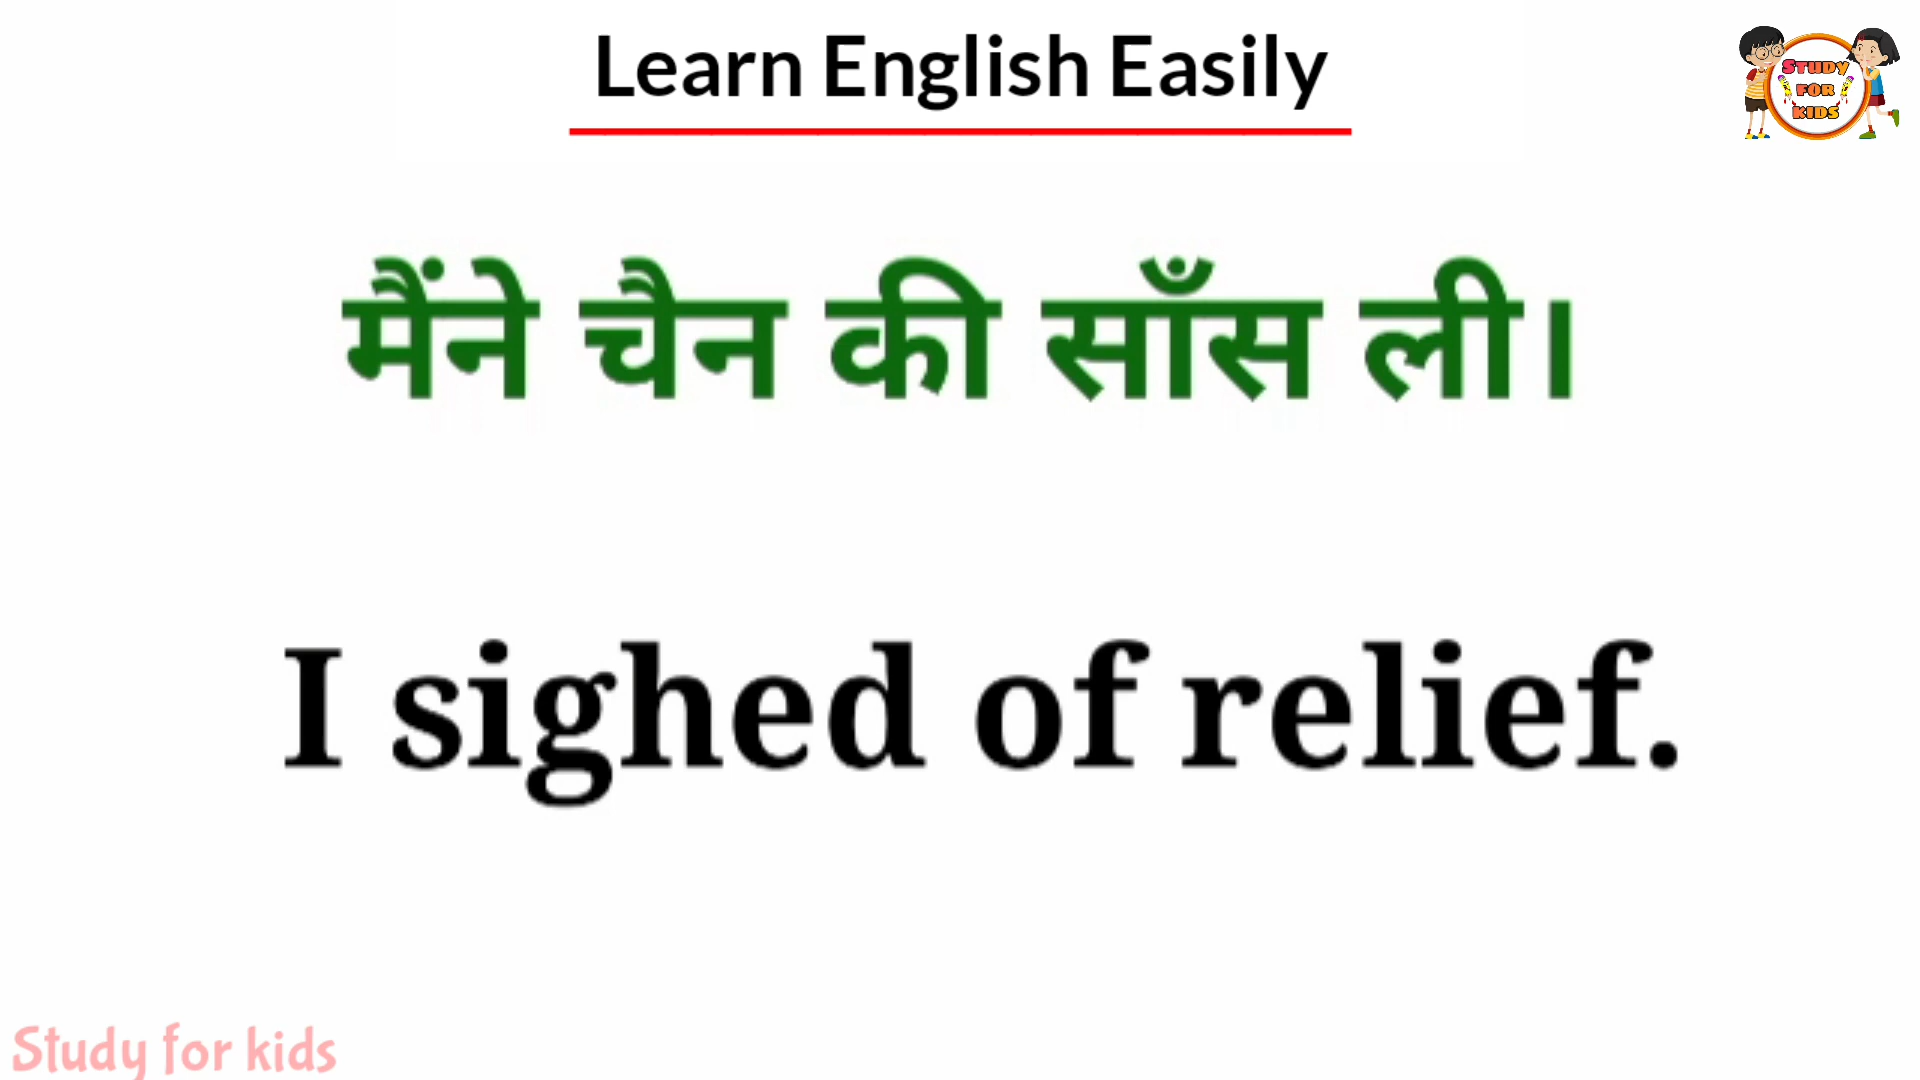 Learn English Easily
STUDY
FOR
KIDS
मैंने चैन की साँस ली।
I sighed of relief.
Study for kids